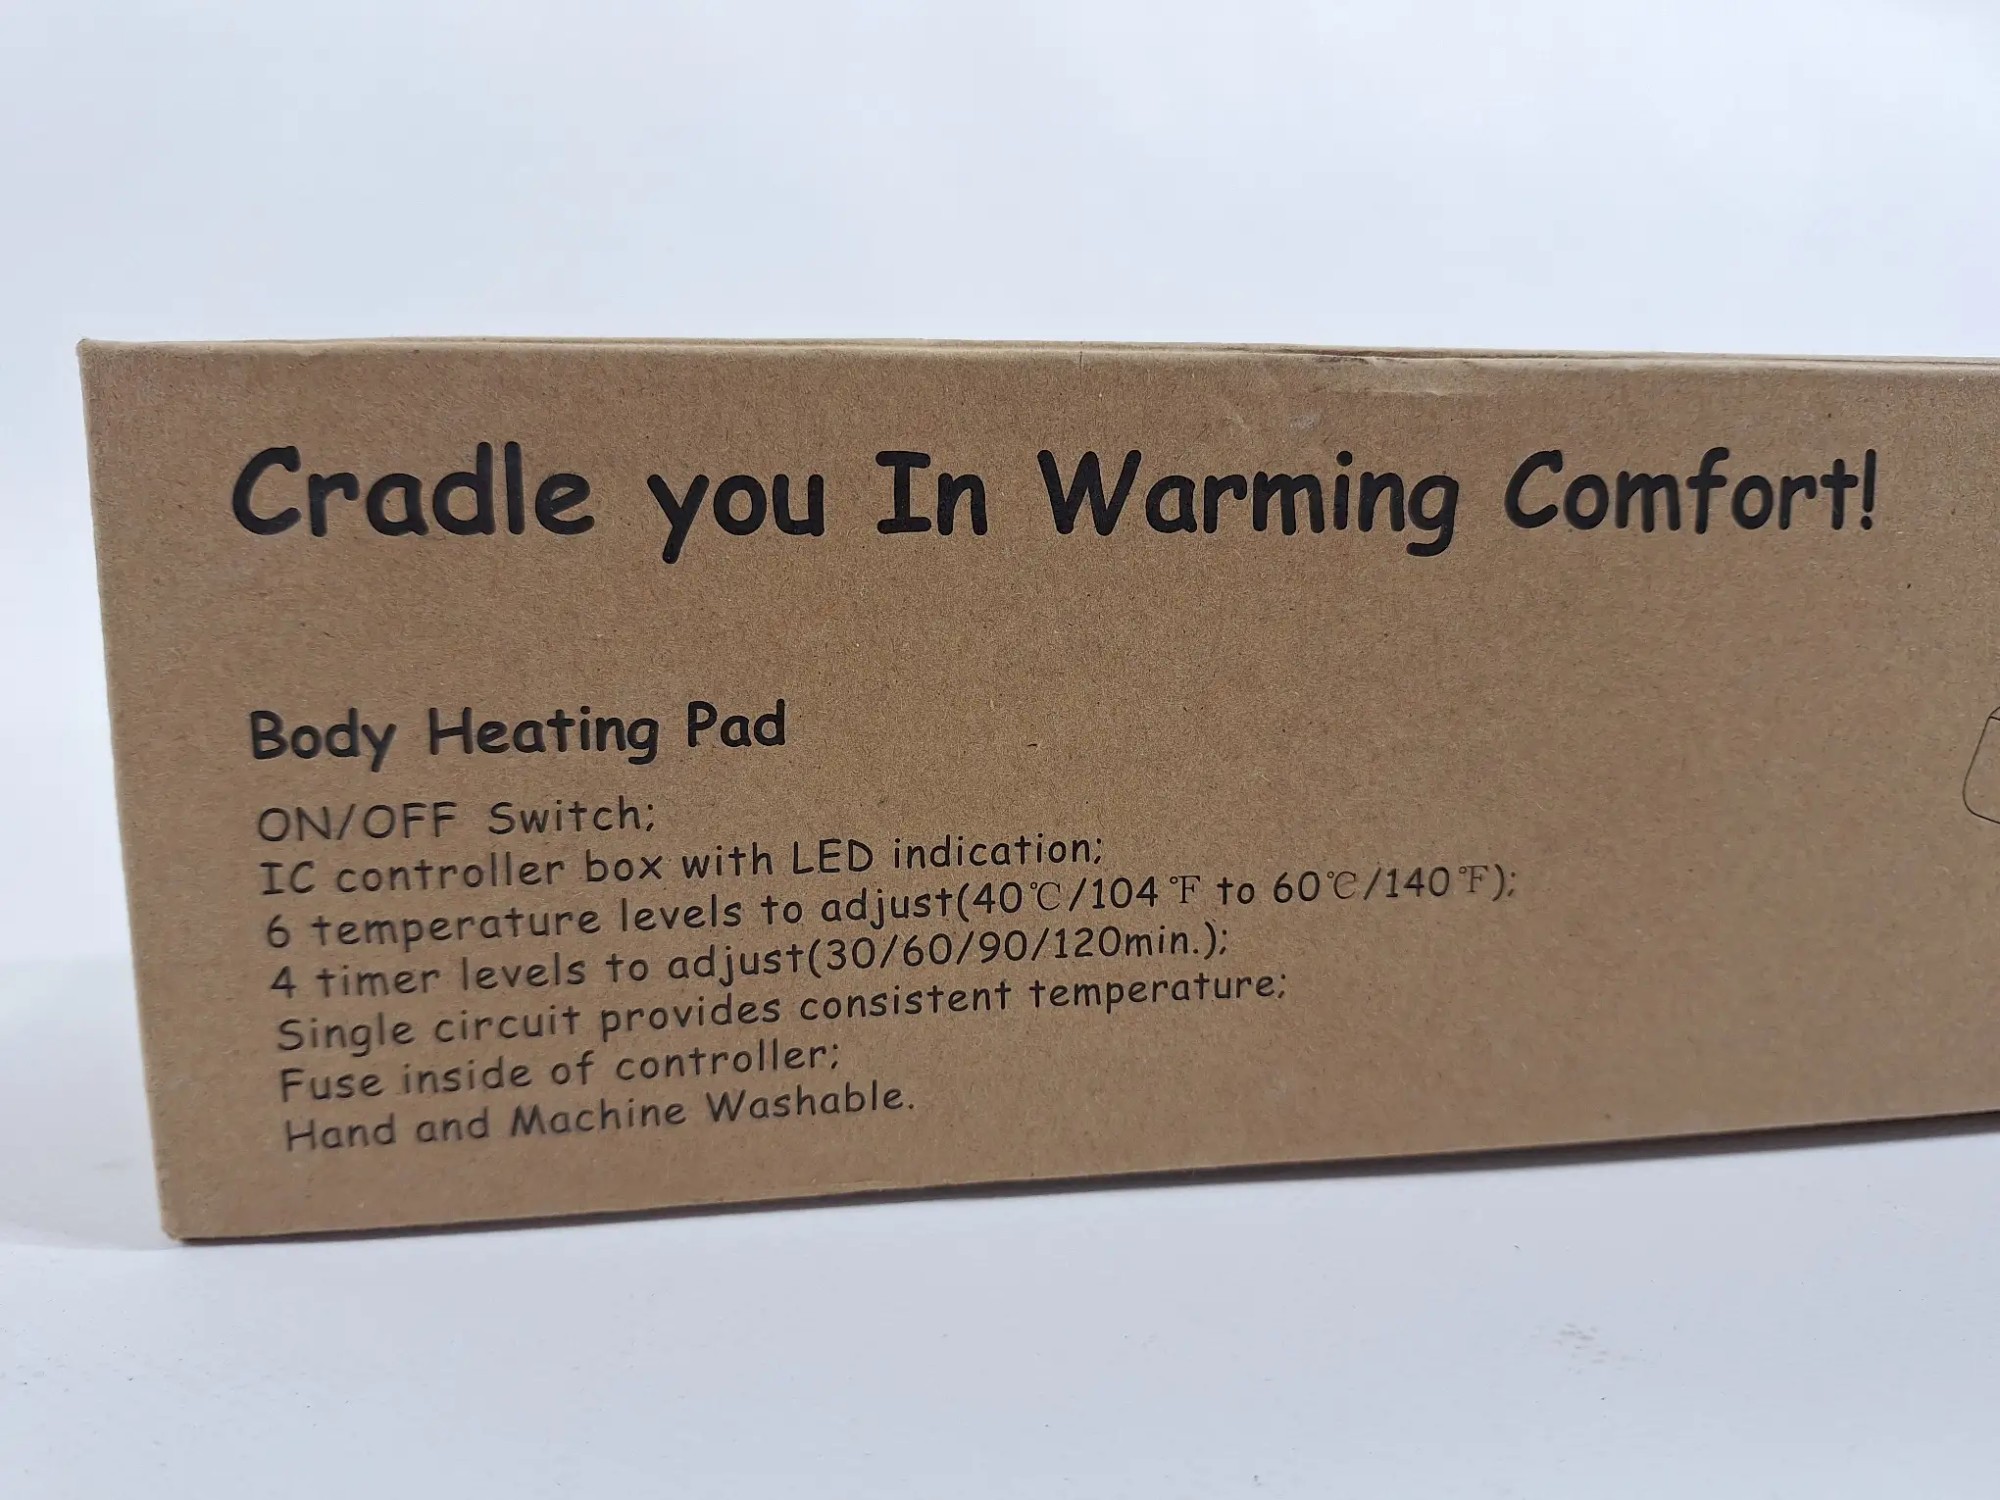 Cradle you In Warming Comfort!
Body Heating Pad
ON/OFF Switch;
IC controller box with LED indication;
6 temperature levels to adjust(40℃/104℉ to 60℃/140℉);
4 timer levels to adjust(30/60/90/120min.);
Single circuit provides consistent temperature;
Fuse inside of controller;
Hand and Machine Washable.